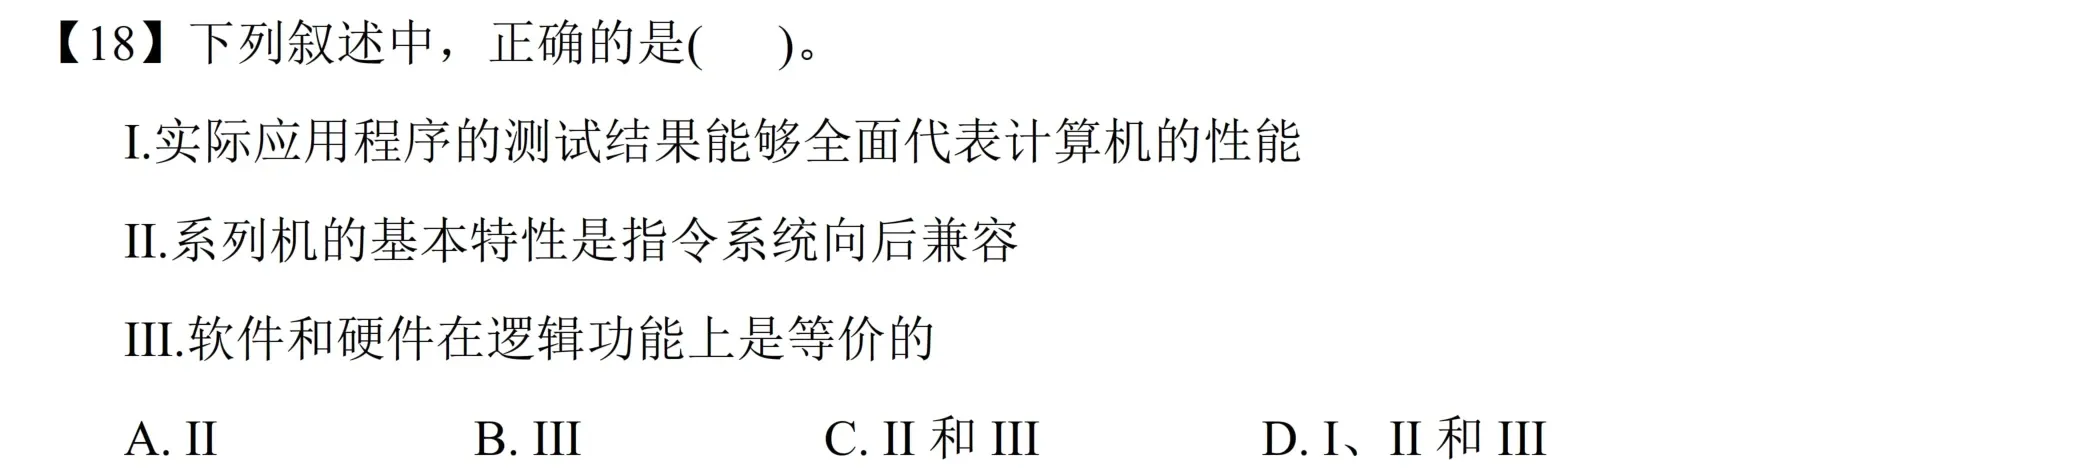 【18】下列叙述中，正确的是(    )。
I.实际应用程序的测试结果能够全面代表计算机的性能
II.系列机的基本特性是指令系统向后兼容
III.软件和硬件在逻辑功能上是等价的
A. II    B. III    C. II 和 III    D. I、II 和 III